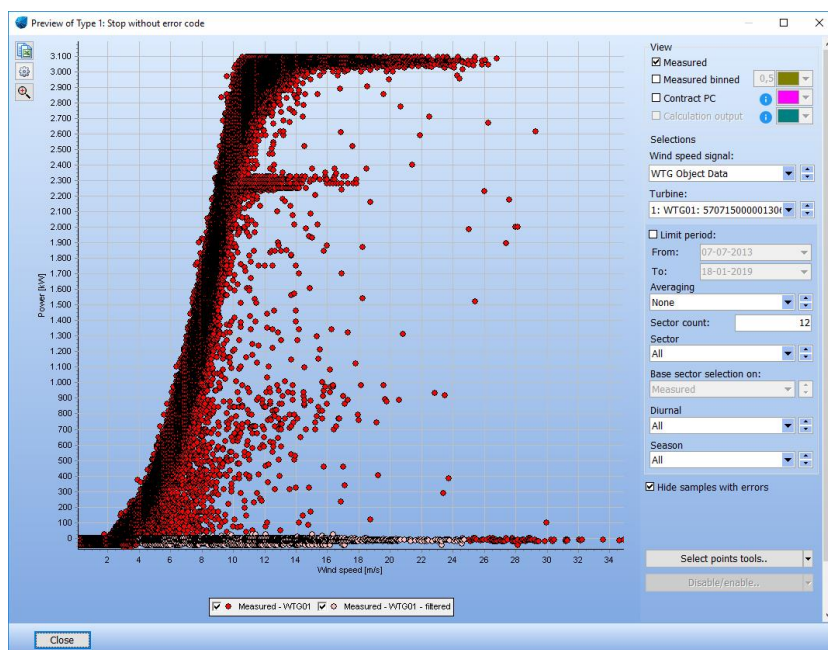 Preview of Type 1: Stop without error code
3.100
3.000
2.900
2.800
2.700
2.600
2.500
2.400
2.300
2.200
2.100
2.000
1.900
1.800
1.700
1.600
1.500
1.400
1.300
1.200
1.100
1.000
900
800
700
600
500
400
300
200
100
0
Power [kW]
2 4 6 8 10 12 14 16 18 20 22 24 26 28 30 32 34
Wind speed [m/s]
Measured - WTG01 Measured - WTG01 - filtered
View
Measured
Measured binned 0,5
Contract PC
Calculation output
Selections
Wind speed signal:
WTG Object Data
Turbine:
1: WTG01: 570715000001306
Limit period:
From: 07-07-2013
To: 18-01-2019
Averaging
None
Sector count: 12
Sector
All
Base sector selection on:
Measured
Diurnal
All
Season
All
Hide samples with errors
Select points tools..
Disable/enable..
Close